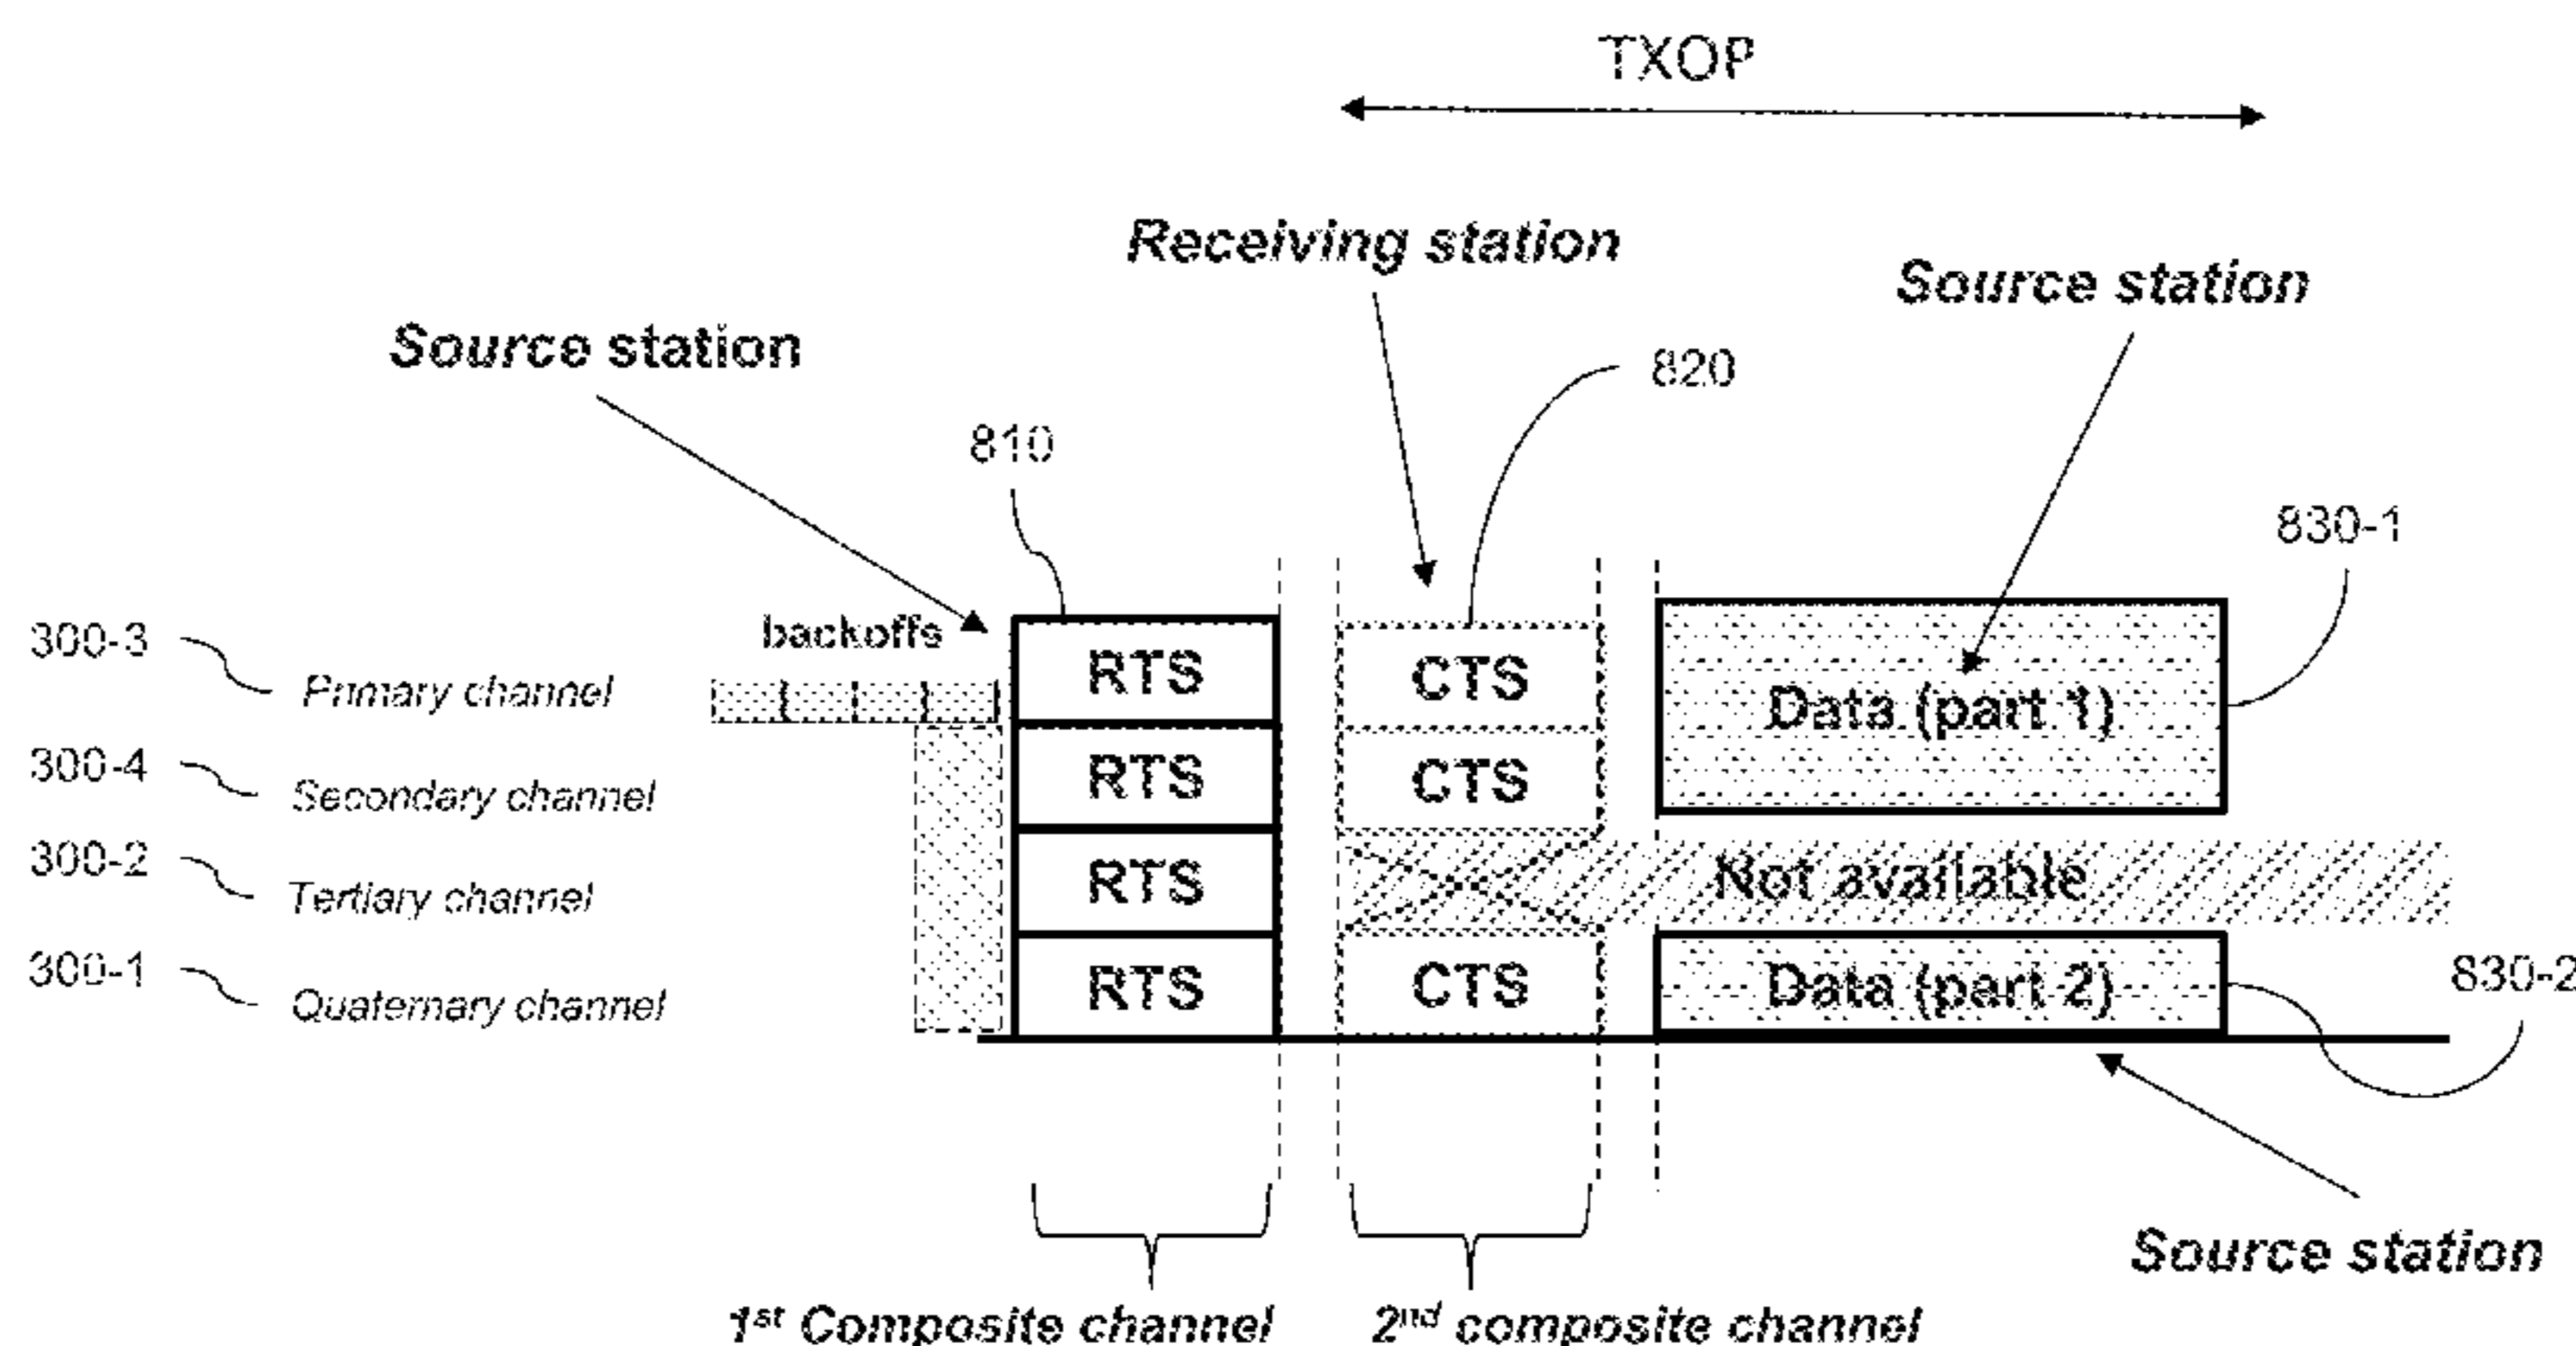 TXOP
Receiving station
Source station
Source station
820
810
830-1
300-3
Primary channel
backoffs
RTS
CTS
Data (part 1)
300-4
Secondary channel
RTS
CTS
300-2
Tertiary channel
RTS
Not available
300-1
Quaternary channel
RTS
CTS
Data (part 2)
830-2
Source station
1st Composite channel
2nd composite channel